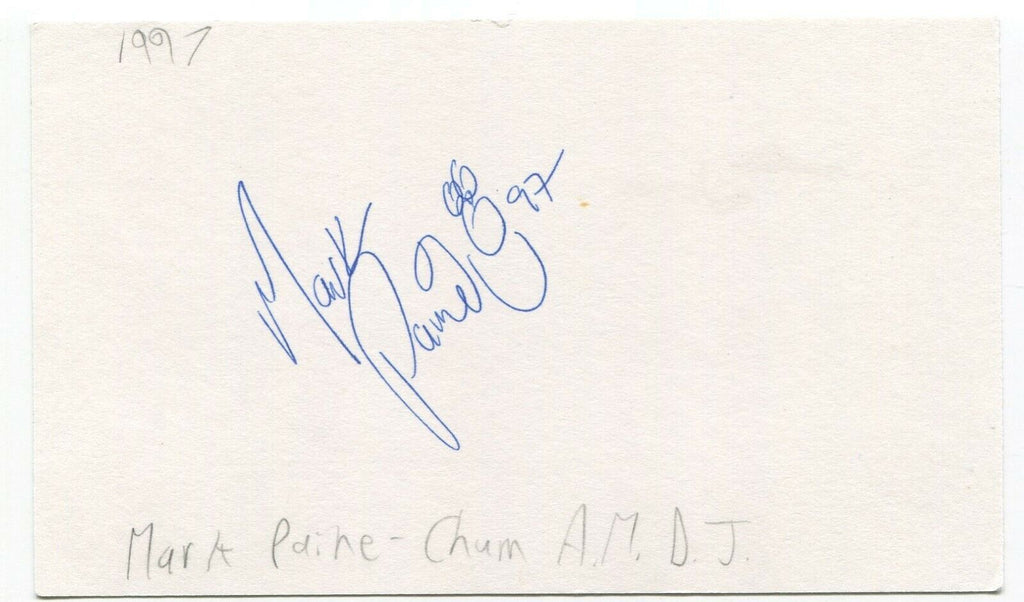 1997
Mark Paine 97
Mark Paine - Chum A.M. D.J.